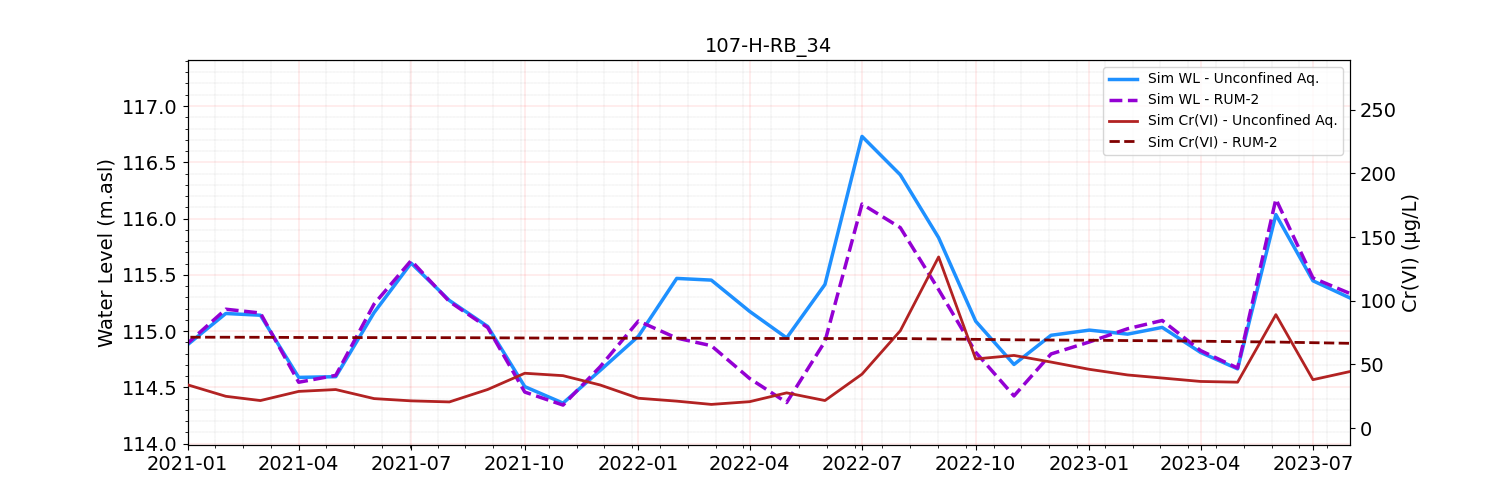 107-H-RB_34
Water Level (m.asl)
117.0
116.5
116.0
115.5
115.0
114.5
114.0
Sim WL - Unconfined Aq.
Sim WL - RUM-2
Sim Cr(VI) - Unconfined Aq.
Sim Cr(VI) - RUM-2
250
200
150
100
50
0
Cr(VI) (μg/L)
2021-01 2021-04 2021-07 2021-10 2022-01 2022-04 2022-07 2022-10 2023-01 2023-04 2023-07